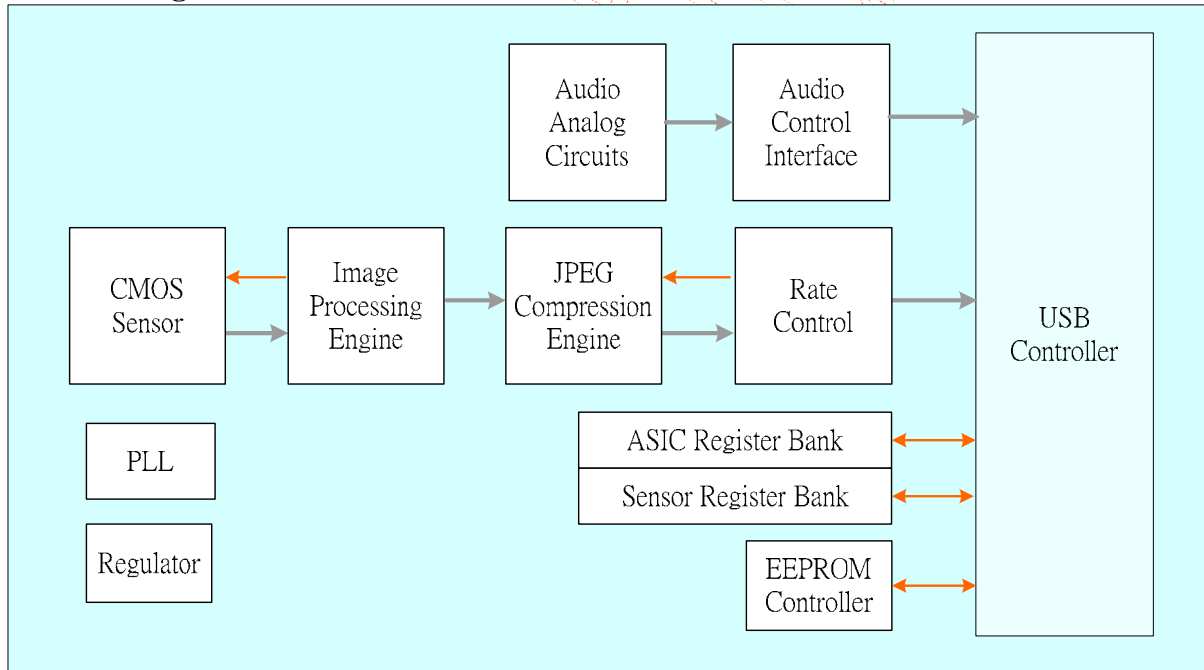 Audio
Analog
Circuits
Audio
Control
Interface
CMOS
Sensor
Image
Processing
Engine
JPEG
Compression
Engine
Rate
Control
USB
Controller
PLL
Regulator
ASIC Register Bank
Sensor Register Bank
EEPROM
Controller